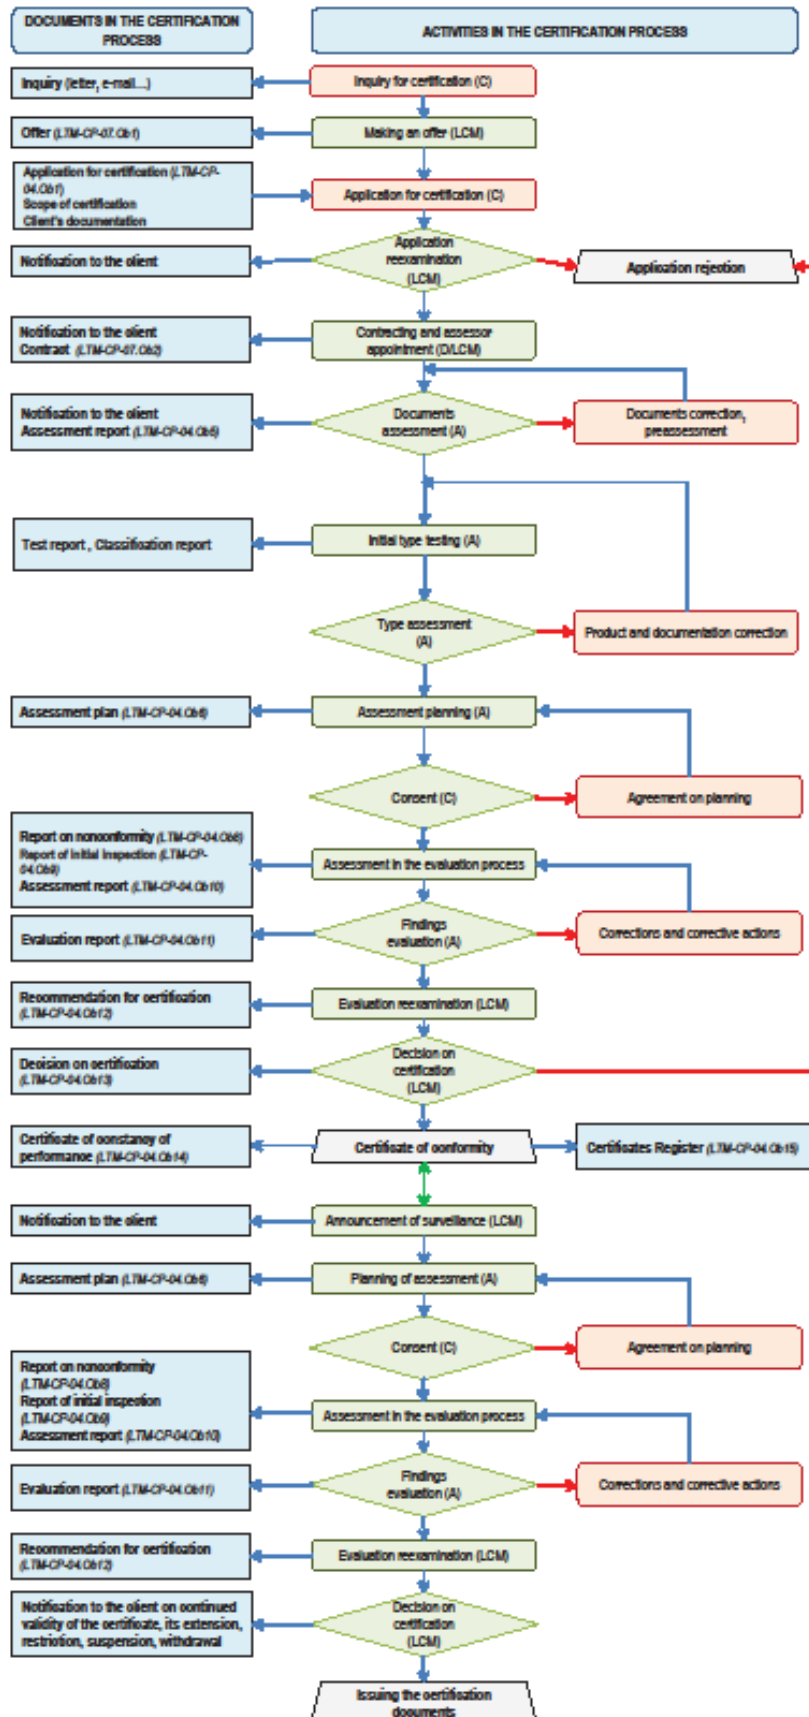 DOCUMENTS IN THE CERTIFICATION
PROCESS
ACTIVITIES IN THE CERTIFICATION PROCESS
Inquiry (letter, e-mail...)
Inquiry for certification (C)
Offer (LTM-CP-07.Ob1)
Making an offer (LCM)
Application for certification (LTM-CP-
04.Ob1)
Scope of certification
Client's documentation
Application for certification (C)
Notification to the client
Application
reexamination
(LCM)
Application rejection
Notification to the client
Contract (LTM-CP-07.Ob2)
Contracting and assessor
appointment (D/LCM)
Notification to the client
Assessment report (LTM-CP-04.Ob5)
Documents
assessment (A)
Documents correction,
preassessment
Test report , Classification report
Initial type testing (A)
Type assessment
(A)
Product and documentation correction
Assessment plan (LTM-CP-04.Ob6)
Assessment planning (A)
Consent (C)
Agreement on planning
Report on nonconformity (LTM-CP-04.Ob8)
Report of initial inspection (LTM-CP-
04.Ob9)
Assessment report (LTM-CP-04.Ob10)
Assessment in the evaluation process
Evaluation report (LTM-CP-04.Ob11)
Findings
evaluation (A)
Corrections and corrective actions
Recommendation for certification
(LTM-CP-04.Ob12)
Evaluation reexamination (LCM)
Decision on certification
(LTM-CP-04.Ob13)
Decision on
certification
(LCM)
Certificate of constancy of
performance (LTM-CP-04.Ob14)
Certificate of conformity
Certificates Register (LTM-CP-04.Ob15)
Notification to the client
Announcement of surveillance (LCM)
Assessment plan (LTM-CP-04.Ob6)
Planning of assessment (A)
Consent (C)
Agreement on planning
Report on nonconformity
(LTM-CP-04.Ob8)
Report of initial inspection
(LTM-CP-04.Ob9)
Assessment report (LTM-CP-04.Ob10)
Assessment in the evaluation process
Evaluation report (LTM-CP-04.Ob11)
Findings
evaluation (A)
Corrections and corrective actions
Recommendation for certification
(LTM-CP-04.Ob12)
Evaluation reexamination (LCM)
Notification to the client on continued
validity of the certificate, its extension,
restriction, suspension, withdrawal
Decision on
certification
(LCM)
Issuing the certification
documents